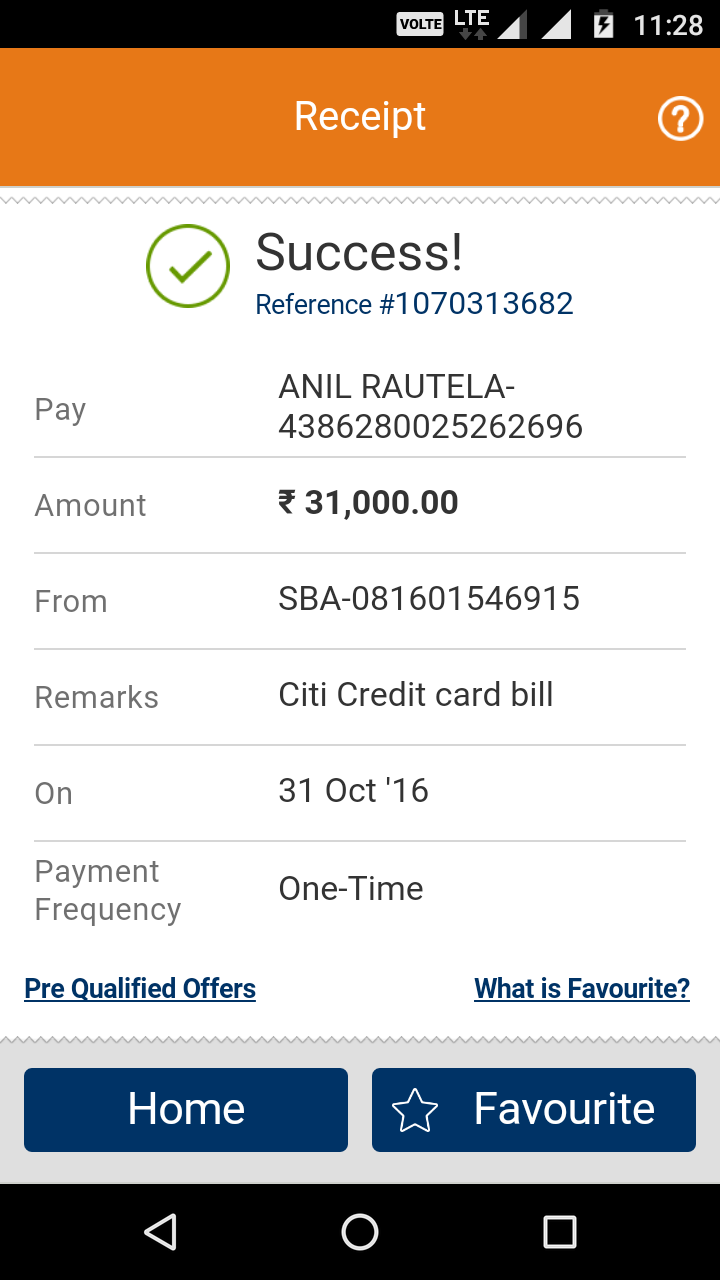 VOLTE LTE 11:28
Receipt ?
Success!
Reference #1070313682
Pay ANIL RAUTELA-
4386280025262696
Amount ₹ 31,000.00
From SBA-081601546915
Remarks Citi Credit card bill
On 31 Oct '16
Payment
Frequency One-Time
Pre Qualified Offers What is Favourite?
Home Favourite